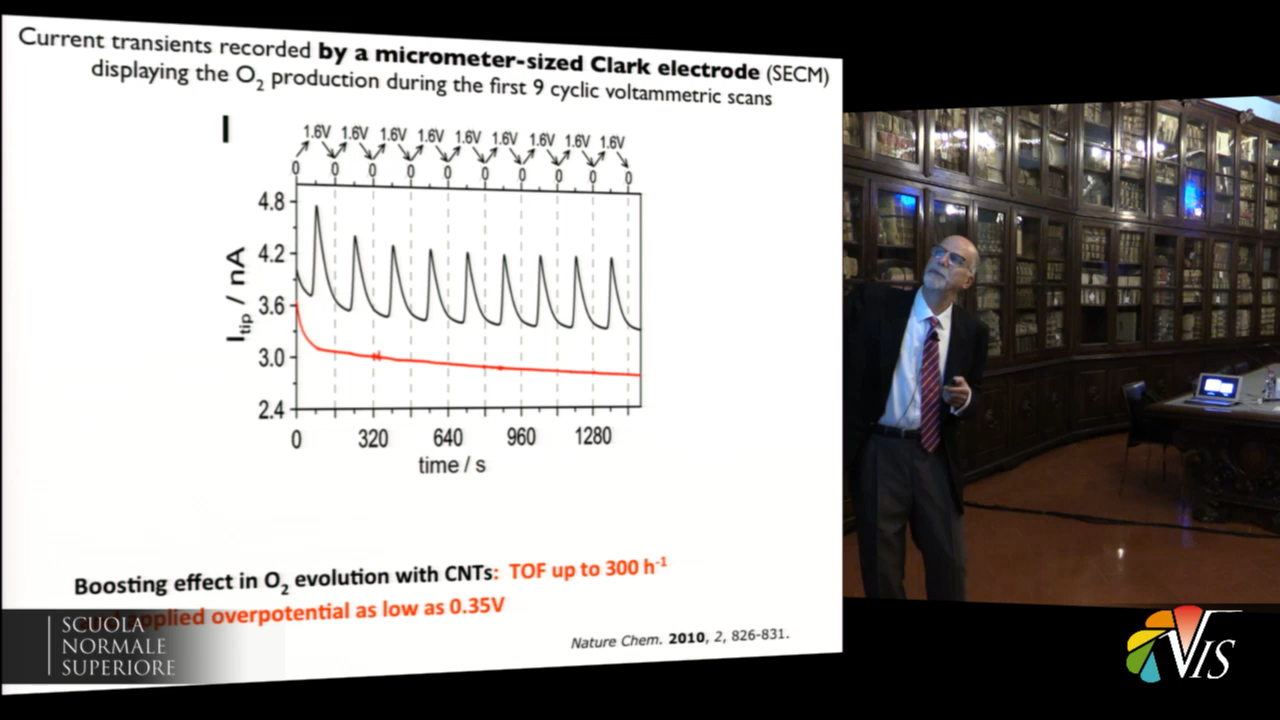 Current transients recorded by a micrometer-sized Clark electrode (SECM)
displaying the O2 production during the first 9 cyclic voltammetric scans
I
1.6V 1.6V 1.6V 1.6V 1.6V 1.6V 1.6V 1.6V 1.6V
0 0 0 0 0 0 0 0 0 0
4.8
4.2
3.6
3.0
2.4
Itip / nA
0 320 640 960 1280
time / s
Boosting effect in O2 evolution with CNTs: TOF up to 300 h-1
applied overpotential as low as 0.35V
Nature Chem. 2010, 2, 826-831.
SCUOLA
NORMALE
SUPERIORE
VIS